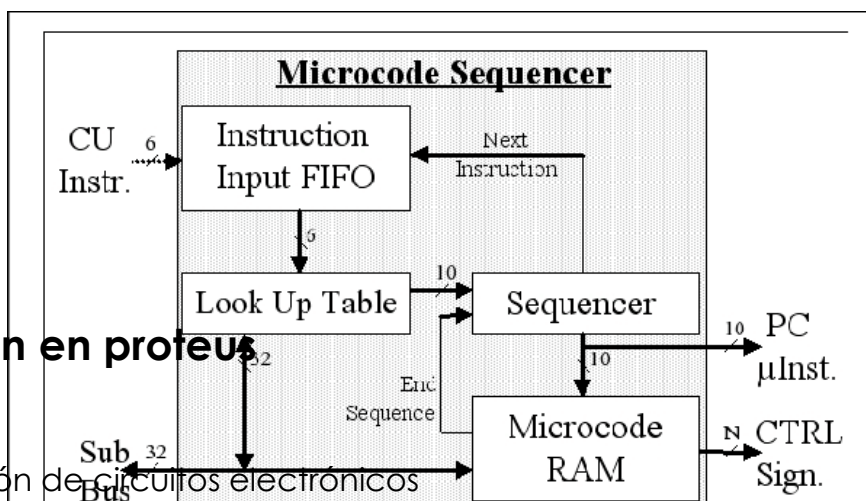 Microcode Sequencer
CU
Instr.
6
Instruction
Input FIFO
Next
Instruction
6
Look Up Table
10
Sequencer
10
PC
µInst.
n en proteus
32
10
End
Sequence
Microcode
RAM
N
CTRL
Sign.
Sub
Bus
32
ón de circuitos electrónicos